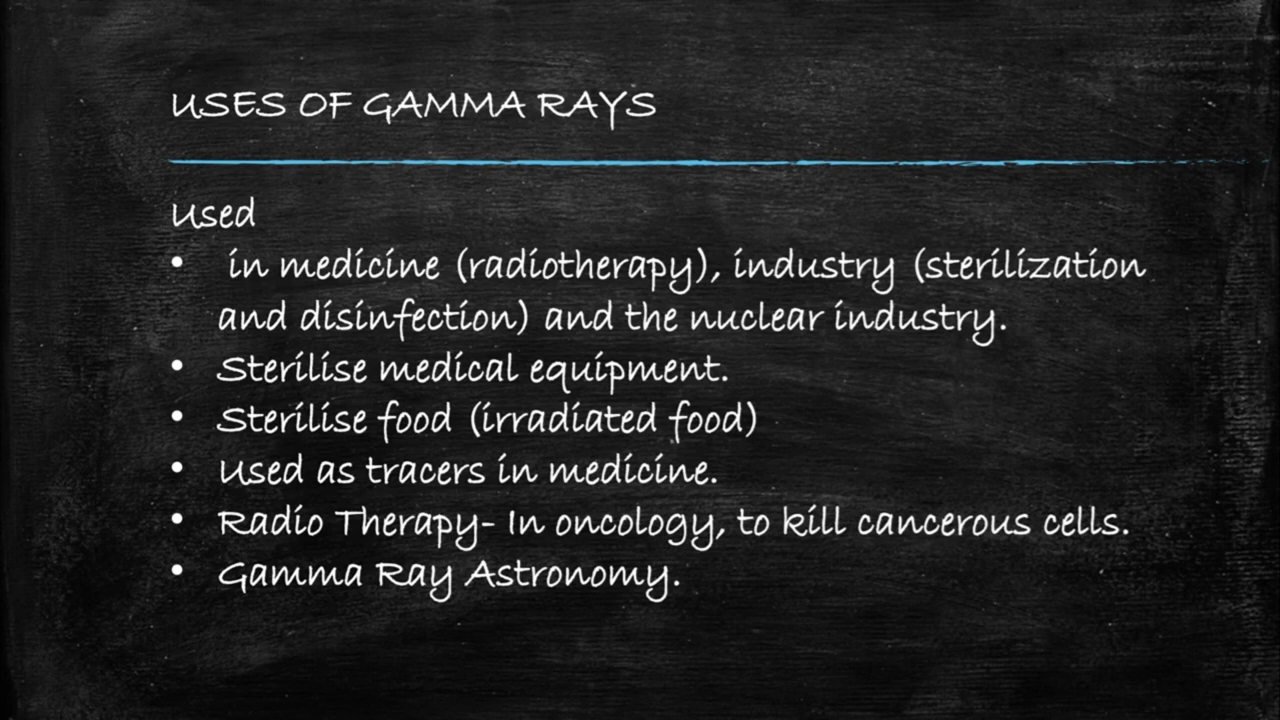 USES OF GAMMA RAYS
Used
• in medicine (radiotherapy), industry (sterilization
and disinfection) and the nuclear industry.
• Sterilise medical equipment.
• Sterilise food (irradiated food)
• Used as tracers in medicine.
• Radio Therapy- In oncology, to kill cancerous cells.
• Gamma Ray Astronomy.